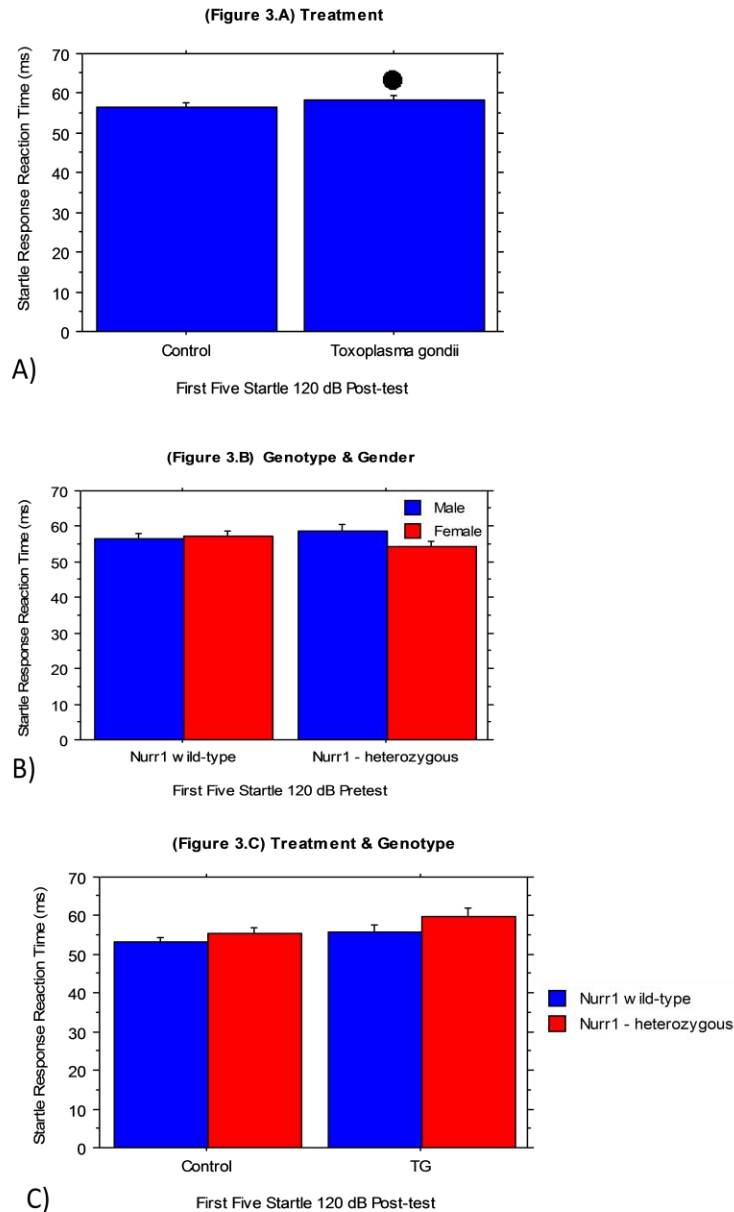 (Figure 3.A) Treatment
Startle Response Reaction Time (ms)
70
60
50
40
30
20
10
0
Control Toxoplasma gondii
A)
First Five Startle 120 dB Post-test
(Figure 3.B) Genotype & Gender
Startle Response Reaction Time (ms)
70
60
50
40
30
20
10
0
Male
Female
Nurr1 wild-type Nurr1 - heterozygous
B)
First Five Startle 120 dB Pretest
(Figure 3.C) Treatment & Genotype
Startle Response Reaction Time (ms)
70
60
50
40
30
20
10
0
Nurr1 wild-type
Nurr1 - heterozygous
Control TG
C)
First Five Startle 120 dB Post-test